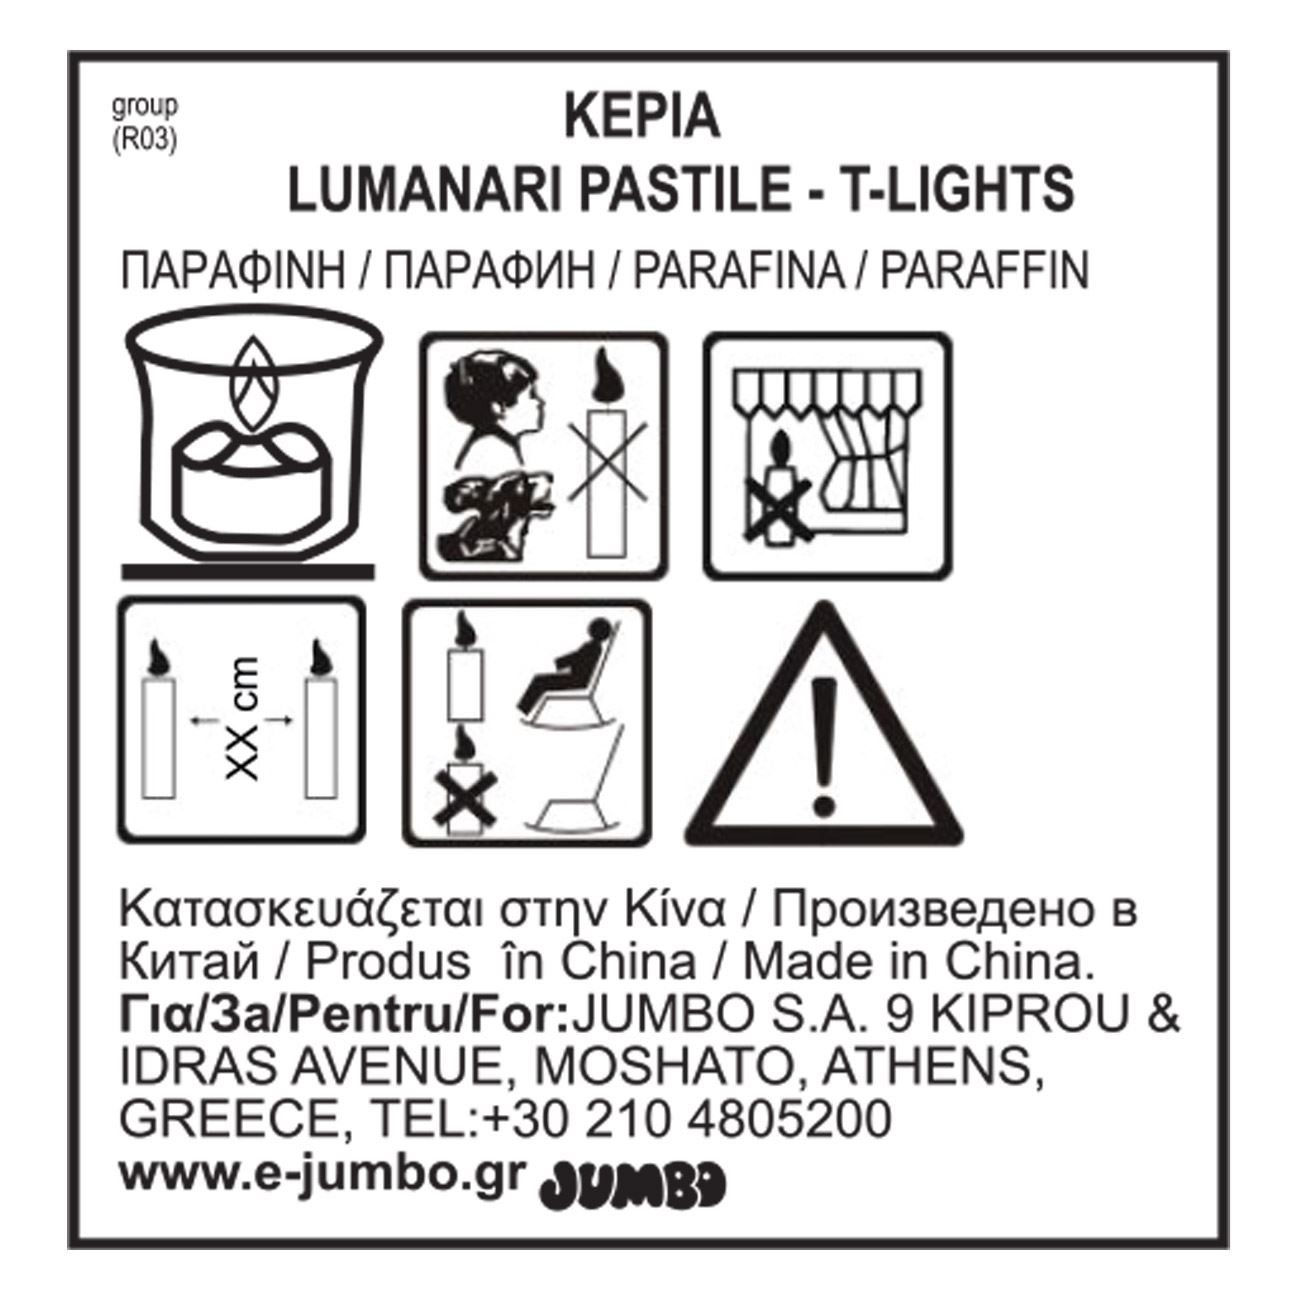 group
(R03)
ΚΕΡΙΑ
LUMANARI PASTILE - T-LIGHTS
ΠΑΡΑΦΙΝΗ / ПАРАФИН / PARAFINA / PARAFFIN
XX cm
Κατασκευάζεται στην Κίνα / Произведено в
Китай / Produs în China / Made in China.
Για/За/Pentru/For:JUMBO S.A. 9 KIPROU &
IDRAS AVENUE, MOSHATO, ATHENS,
GREECE, TEL:+30 210 4805200
www.e-jumbo.gr JUMBO